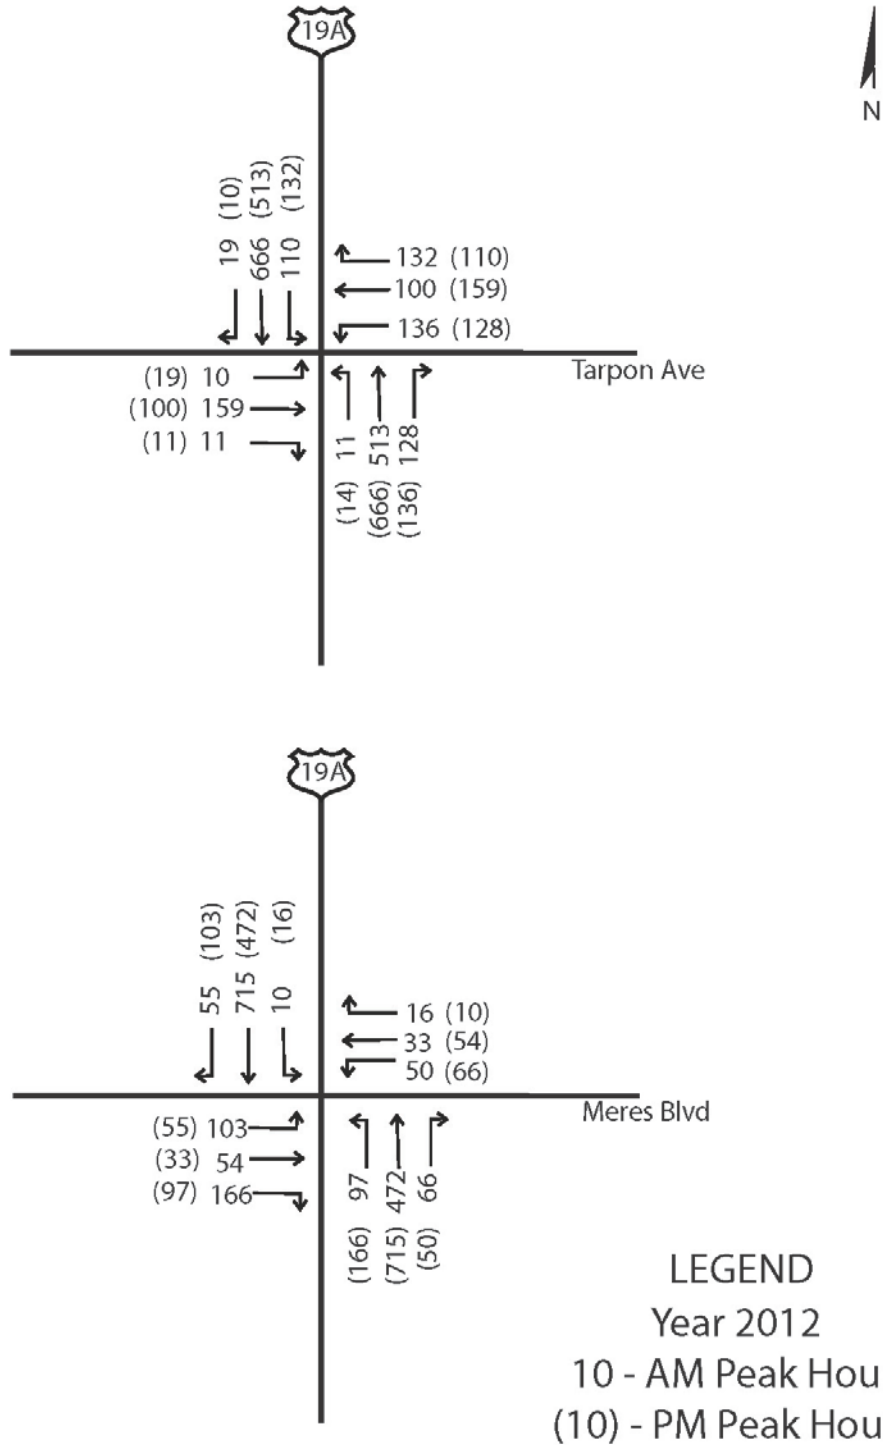 19A
N
(10) (513) (132)
19 666 110
132 (110)
100 (159)
136 (128)
Tarpon Ave
(19) 10
(100) 159
(11) 11
11 513 128
(14) (666) (136)
19A
(103) (472) (16)
55 715 10
16 (10)
33 (54)
50 (66)
Meres Blvd
(55) 103
(33) 54
(97) 166
97 472 66
(166) (715) (50)
LEGEND
Year 2012
10 - AM Peak Hou
(10) - PM Peak Hou